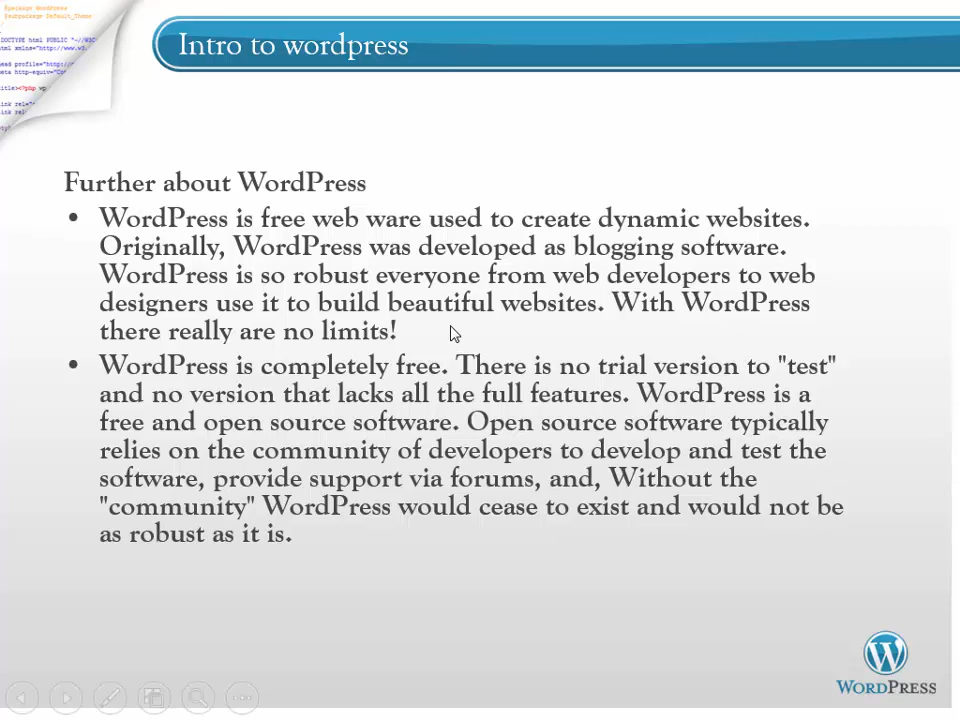 @package WordPress
@subpackage Default_Theme
Intro to wordpress
Further about WordPress
• WordPress is free web ware used to create dynamic websites.
Originally, WordPress was developed as blogging software.
WordPress is so robust everyone from web developers to web
designers use it to build beautiful websites. With WordPress
there really are no limits!
• WordPress is completely free. There is no trial version to "test"
and no version that lacks all the full features. WordPress is a
free and open source software. Open source software typically
relies on the community of developers to develop and test the
software, provide support via forums, and, Without the
"community" WordPress would cease to exist and would not be
as robust as it is.
WORDPRESS